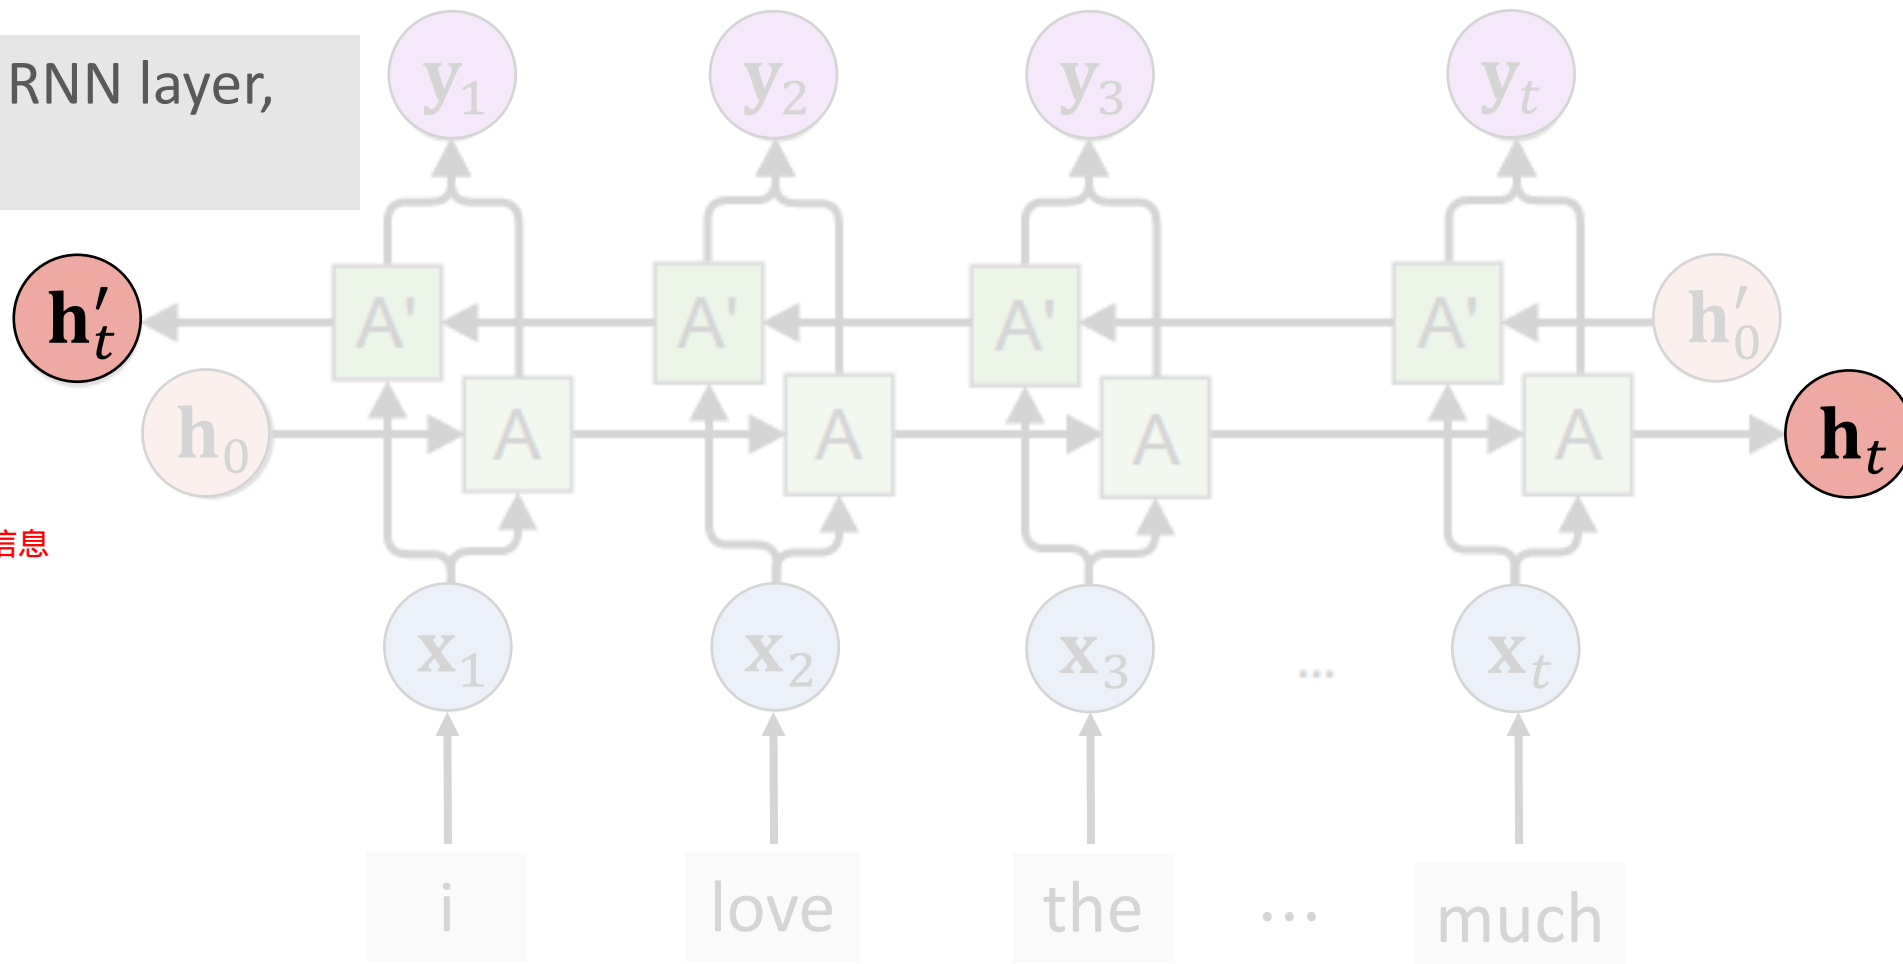 RNN layer,
y₁ y₂ y₃ yₜ
A' A' A' A'
h′ₜ h′₀
h₀ A A A A hₜ
信息
x₁ x₂ x₃ ... xₜ
i love the ... much